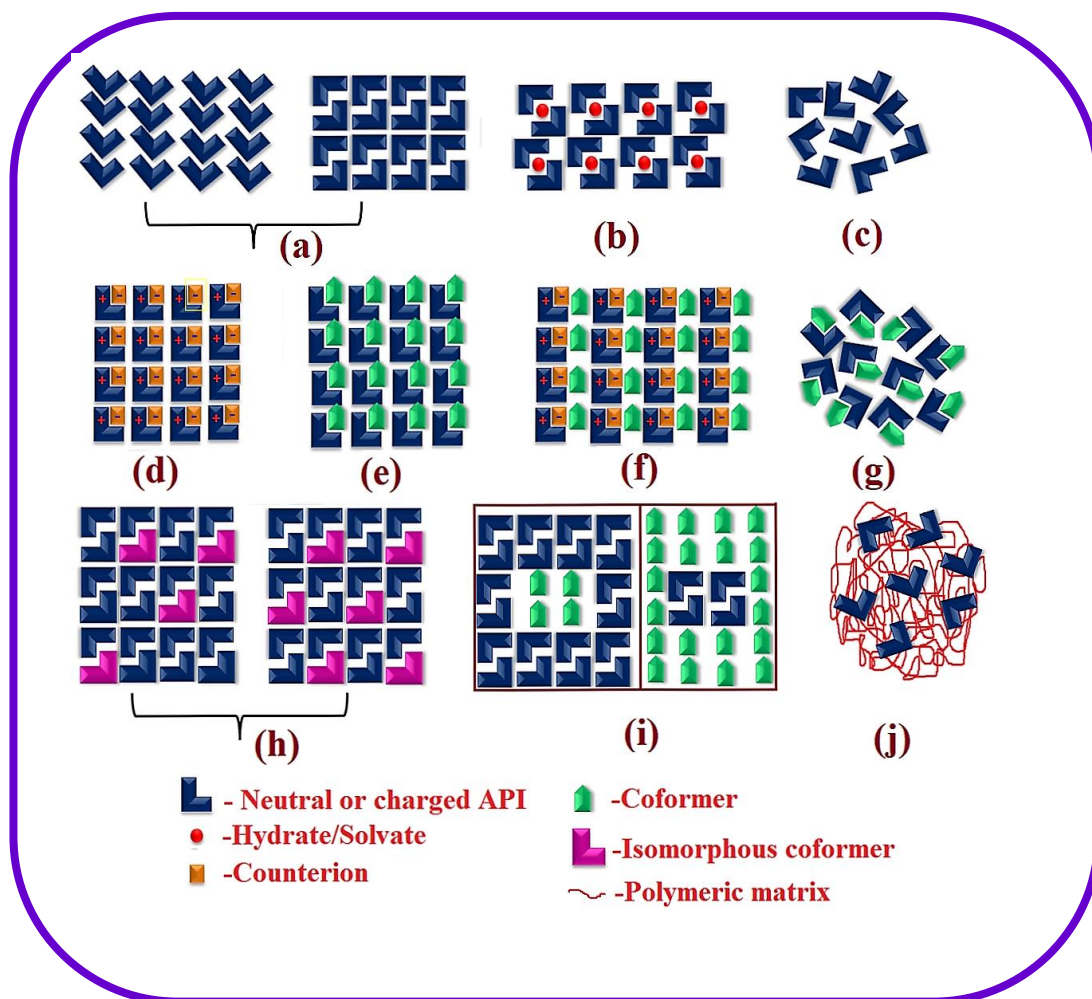 (a)
(b)
(c)
(d)
(e)
(f)
(g)
(h)
(i)
(j)
- Neutral or charged API
-Hydrate/Solvate
-Counterion
-Coformer
-Isomorphous coformer
-Polymeric matrix